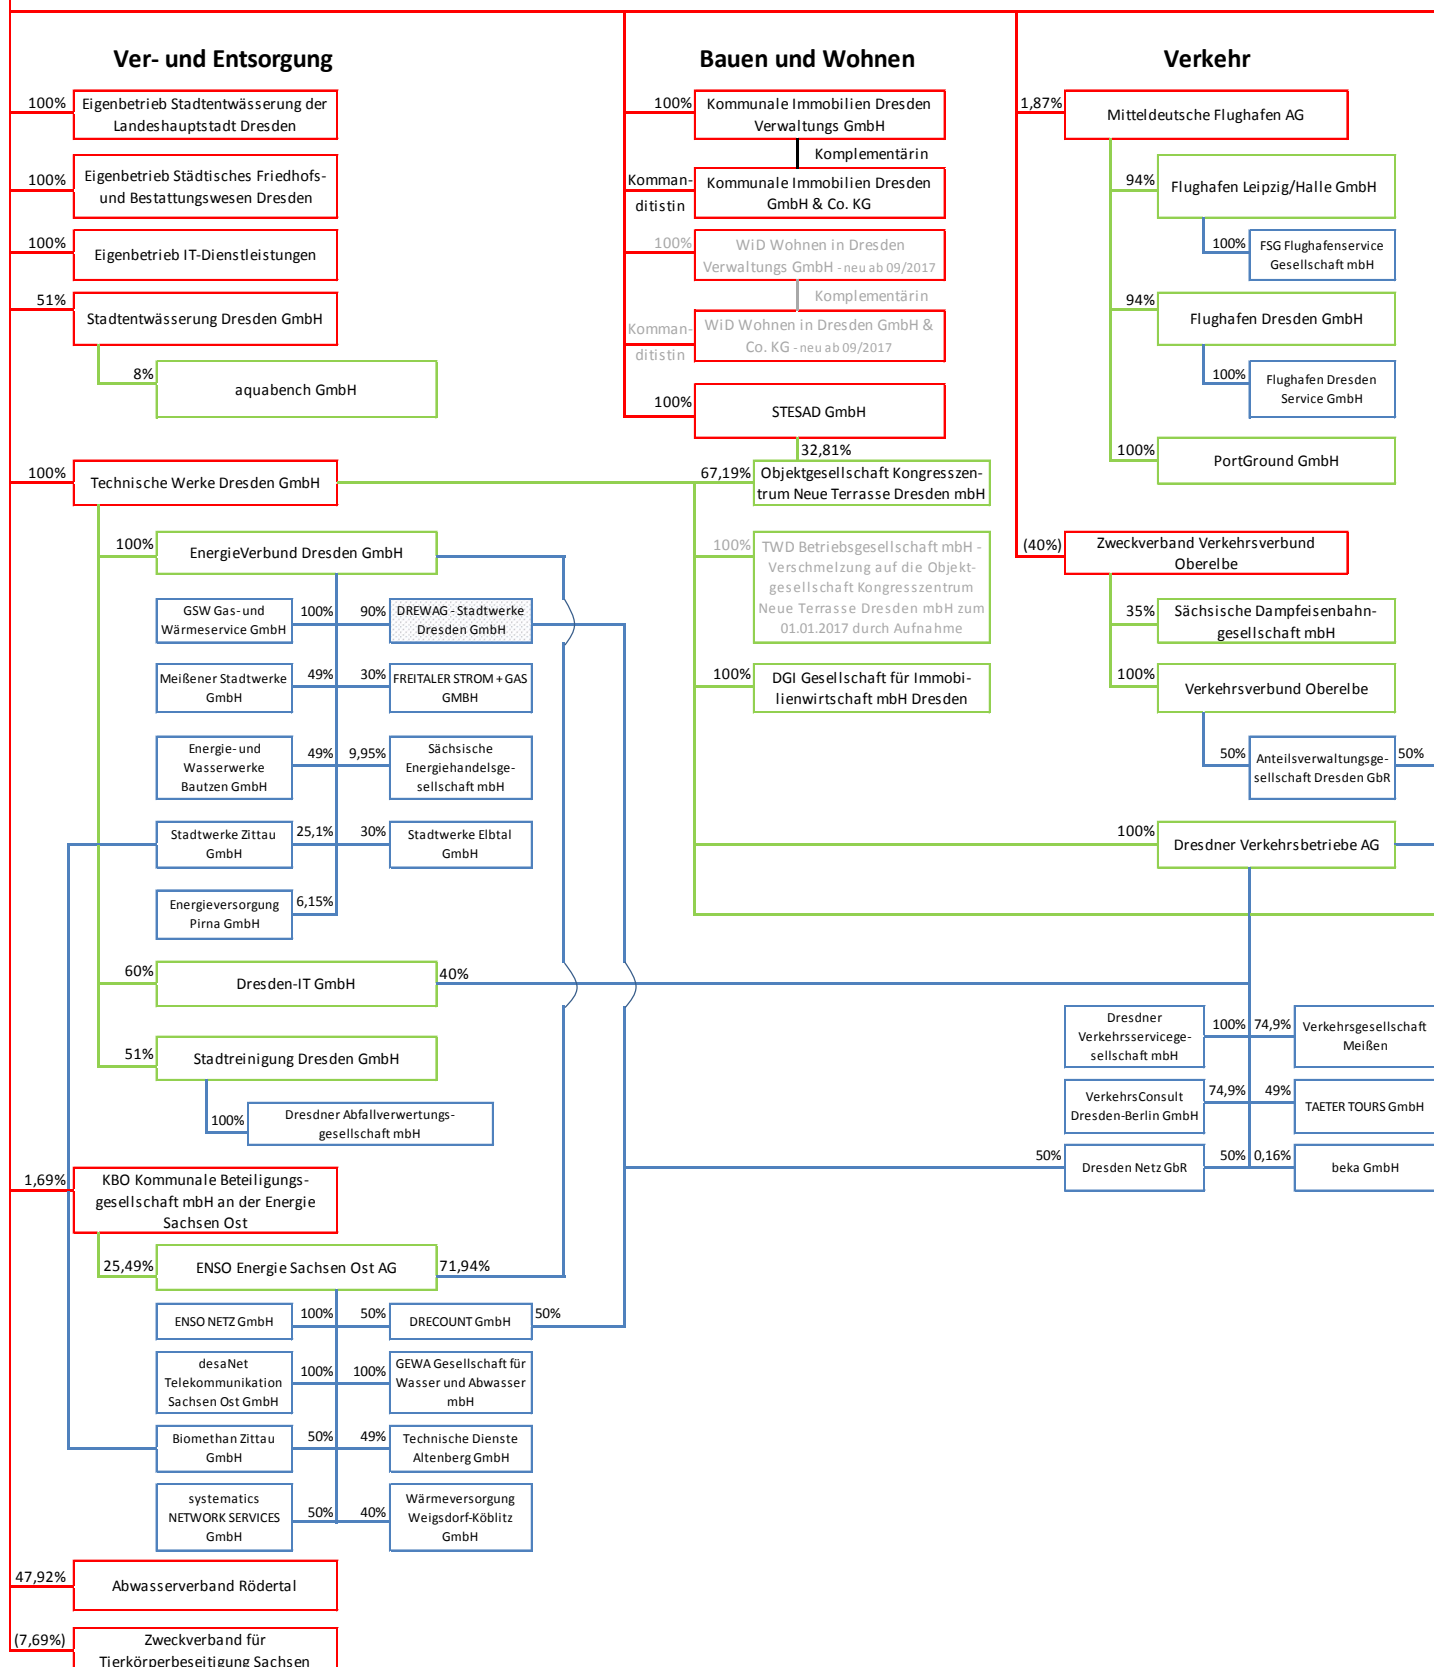 Ver- und Entsorgung
100%
Eigenbetrieb Stadtentwässerung der
Landeshauptstadt Dresden
100%
Eigenbetrieb Städtisches Friedhofs-
und Bestattungswesen Dresden
100%
Eigenbetrieb IT-Dienstleistungen
51%
Stadtentwässerung Dresden GmbH
8%
aquabench GmbH
100%
Technische Werke Dresden GmbH
100%
EnergieVerbund Dresden GmbH
GSW Gas- und
Wärmeservice GmbH
100%
90%
DREWAG - Stadtwerke
Dresden GmbH
Meißener Stadtwerke
GmbH
49%
30%
FREITALER STROM + GAS
GMBH
Energie- und
Wasserwerke
Bautzen GmbH
49%
9,95%
Sächsische
Energiehandelsge-
sellschaft mbH
Stadtwerke Zittau
GmbH
25,1%
30%
Stadtwerke Elbtal
GmbH
Energieversorgung
Pirna GmbH
6,15%
60%
Dresden-IT GmbH
40%
51%
Stadtreinigung Dresden GmbH
100%
Dresdner Abfallverwertungs-
gesellschaft mbH
1,69%
KBO Kommunale Beteiligungs-
gesellschaft mbH an der Energie
Sachsen Ost
25,49%
ENSO Energie Sachsen Ost AG
71,94%
ENSO NETZ GmbH
100%
50%
DRECOUNT GmbH
50%
desaNet
Telekommunikation
Sachsen Ost GmbH
100%
100%
GEWA Gesellschaft für
Wasser und Abwasser
mbH
Biomethan Zittau
GmbH
50%
49%
Technische Dienste
Altenberg GmbH
systematics
NETWORK SERVICES
GmbH
50%
40%
Wärmeversorgung
Weigsdorf-Köblitz
GmbH
47,92%
Abwasserverband Rödertal
(7,69%)
Zweckverband für
Tierkörperbeseitigung Sachsen
Bauen und Wohnen
100%
Kommunale Immobilien Dresden
Verwaltungs GmbH
Komplementärin
Komman-
ditistin
Kommunale Immobilien Dresden
GmbH & Co. KG
100%
WiD Wohnen in Dresden
Verwaltungs GmbH - neu ab 09/2017
Komplementärin
Komman-
ditistin
WiD Wohnen in Dresden GmbH &
Co. KG - neu ab 09/2017
100%
STESAD GmbH
32,81%
67,19%
Objektgesellschaft Kongresszen-
trum Neue Terrasse Dresden mbH
100%
TWD Betriebsgesellschaft mbH -
Verschmelzung auf die Objekt-
gesellschaft Kongresszentrum
Neue Terrasse Dresden mbH zum
01.01.2017 durch Aufnahme
100%
DGI Gesellschaft für Immobi-
lienwirtschaft mbH Dresden
Verkehr
1,87%
Mitteldeutsche Flughafen AG
94%
Flughafen Leipzig/Halle GmbH
100%
FSG Flughafenservice
Gesellschaft mbH
94%
Flughafen Dresden GmbH
100%
Flughafen Dresden
Service GmbH
100%
PortGround GmbH
(40%)
Zweckverband Verkehrsverbund
Oberelbe
35%
Sächsische Dampfeisenbahn-
gesellschaft mbH
100%
Verkehrsverbund Oberelbe
50%
Anteilsverwaltungsge-
sellschaft Dresden GbR
50%
100%
Dresdner Verkehrsbetriebe AG
Dresdner
Verkehrsservicege-
sellschaft mbH
100%
74,9%
Verkehrsgesellschaft
Meißen
VerkehrsConsult
Dresden-Berlin GmbH
74,9%
49%
TAETER TOURS GmbH
50%
Dresden Netz GbR
50%
0,16%
beka GmbH